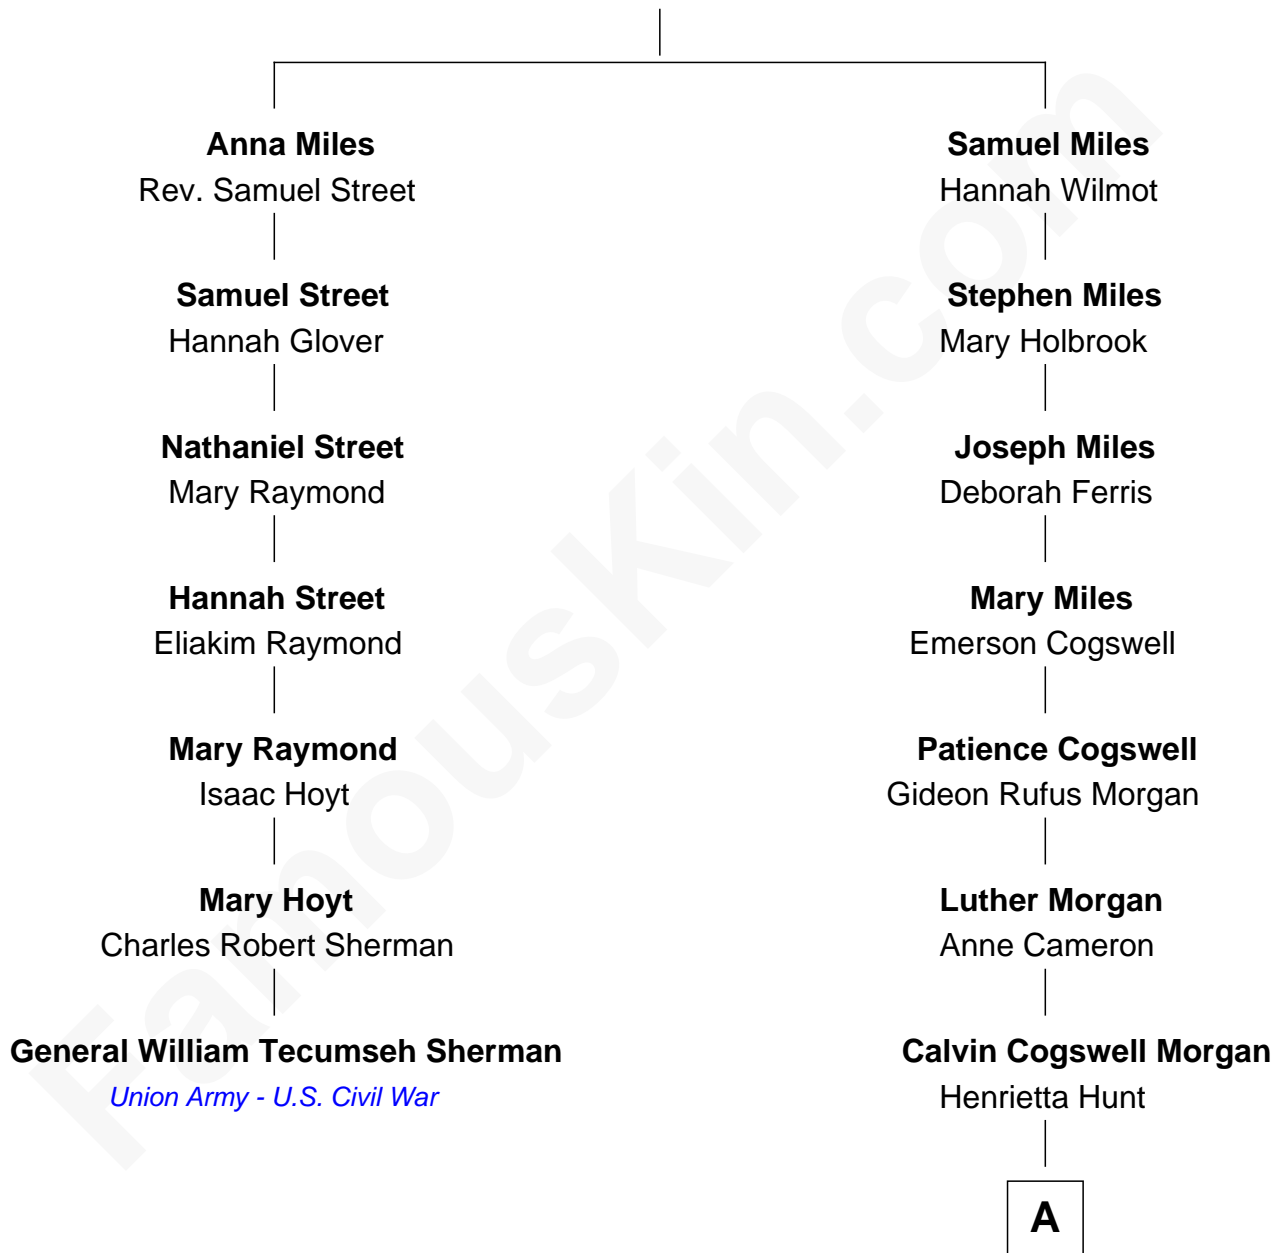 Anna Miles
Rev. Samuel Street
Samuel Street
Hannah Glover
Nathaniel Street
Mary Raymond
Hannah Street
Eliakim Raymond
Mary Raymond
Isaac Hoyt
Mary Hoyt
Charles Robert Sherman
General William Tecumseh Sherman
Union Army - U.S. Civil War
Samuel Miles
Hannah Wilmot
Stephen Miles
Mary Holbrook
Joseph Miles
Deborah Ferris
Mary Miles
Emerson Cogswell
Patience Cogswell
Gideon Rufus Morgan
Luther Morgan
Anne Cameron
Calvin Cogswell Morgan
Henrietta Hunt
A
FamousKin.com